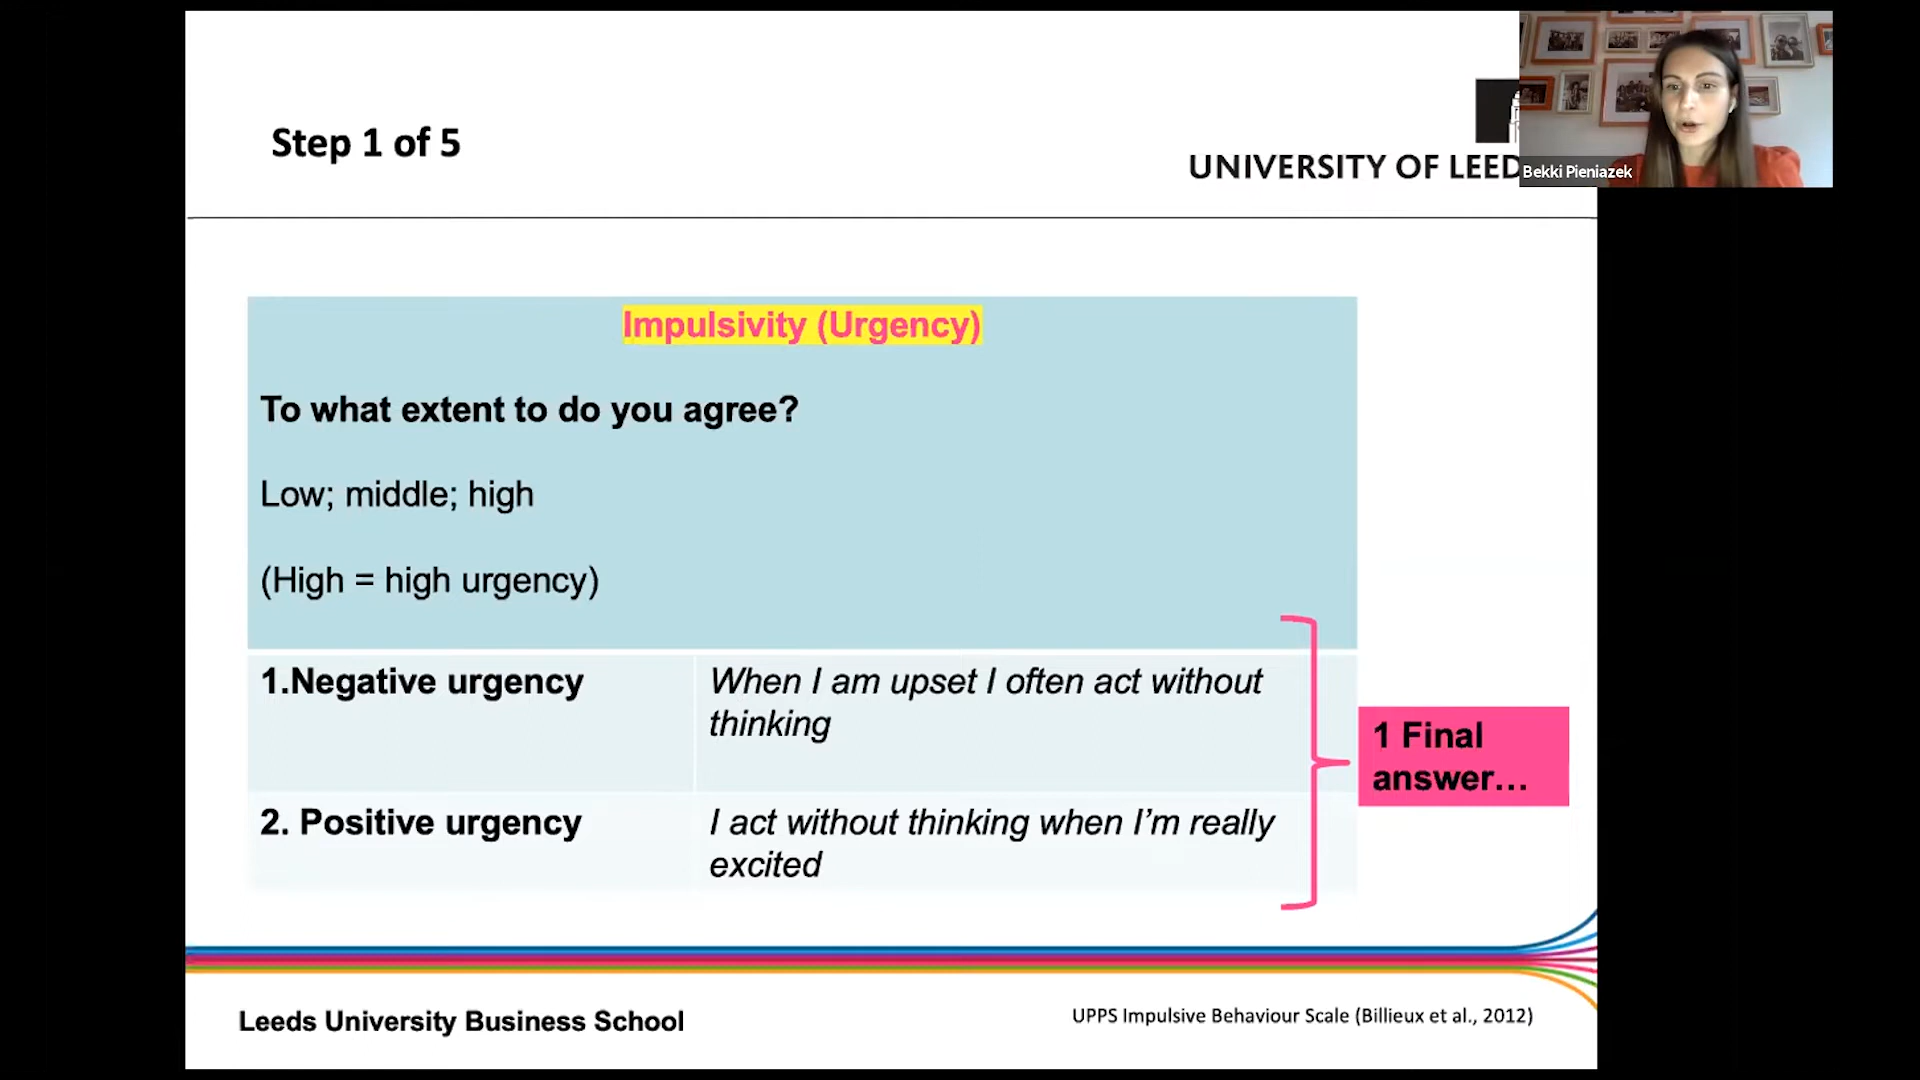 Step 1 of 5
UNIVERSITY OF LEED
Bekki Pieniazek
Impulsivity (Urgency)
To what extent to do you agree?
Low; middle; high
(High = high urgency)
1.Negative urgency
When I am upset I often act without
thinking
2. Positive urgency
I act without thinking when I’m really
excited
1 Final
answer…
Leeds University Business School
UPPS Impulsive Behaviour Scale (Billieux et al., 2012)